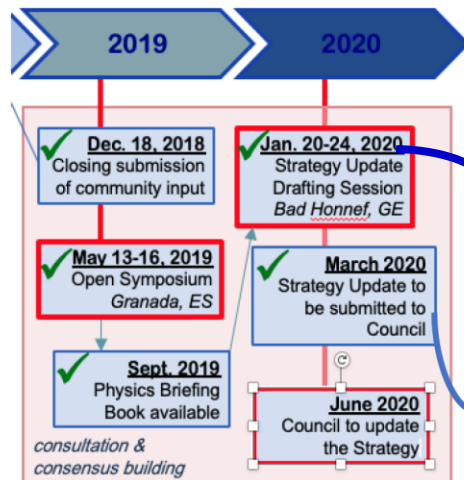 2019
2020
Dec. 18, 2018
Closing submission
of community input
May 13-16, 2019
Open Symposium
Granada, ES
Sept. 2019
Physics Briefing
Book available
consultation &
consensus building
Jan. 20-24, 2020
Strategy Update
Drafting Session
Bad Honnef, GE
March 2020
Strategy Update to
be submitted to
Council
June 2020
Council to update
the Strategy